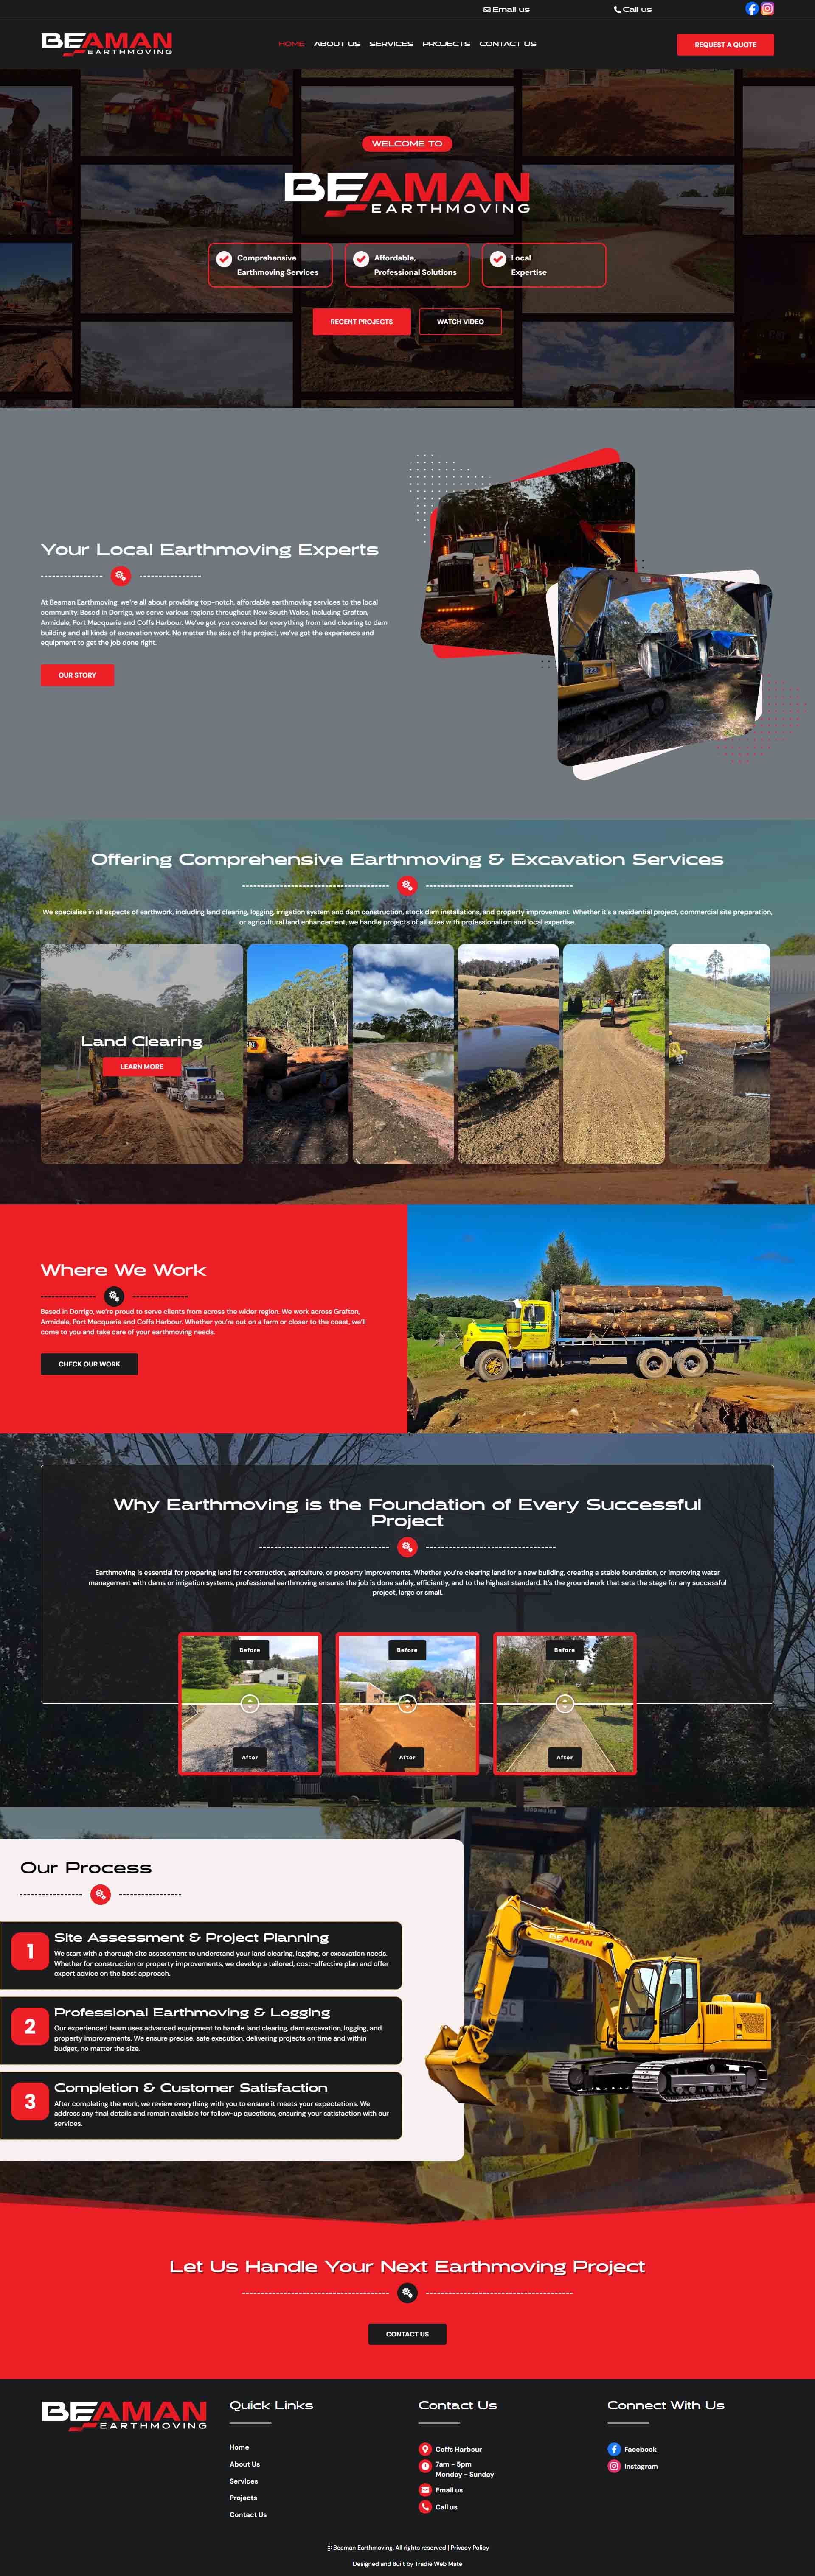 Email us
Call us
BEAMAN
EARTHMOVING
HOME
ABOUT US
SERVICES
PROJECTS
CONTACT US
REQUEST A QUOTE
WELCOME TO
BEAMAN
EARTHMOVING
Comprehensive
Earthmoving Services
Affordable,
Professional Solutions
Local
Expertise
RECENT PROJECTS
WATCH VIDEO
Your Local Earthmoving Experts
At Beaman Earthmoving, we're all about providing top-notch, affordable earthmoving services to the local
community. Based in Dorrigo, we serve various regions throughout New South Wales, including Grafton,
Armidale, Port Macquarie and Coffs Harbour. We've got you covered for everything from land clearing to dam
building and all kinds of excavation work. No matter the size of the project, we've got the experience and
equipment to get the job done right.
OUR STORY
Offering Comprehensive Earthmoving & Excavation Services
We specialise in all aspects of earthwork, including land clearing, logging, irrigation system and dam construction, stock dam installations, and property improvement. Whether it's a residential project, commercial site preparation,
or agricultural land enhancement, we handle projects of all sizes with professionalism and local expertise.
Land Clearing
LEARN MORE
Where We Work
Based in Dorrigo, we're proud to serve clients from across the wider region. We work across Grafton,
Armidale, Port Macquarie and Coffs Harbour. Whether you're out on a farm or closer to the coast, we'll
come to you and take care of your earthmoving needs.
CHECK OUR WORK
Why Earthmoving is the Foundation of Every Successful
Project
Earthmoving is essential for preparing land for construction, agriculture, or property improvements. Whether you're clearing land for a new building, creating a stable foundation, or improving water
management with dams or irrigation systems, professional earthmoving ensures the job is done safely, efficiently, and to the highest standard. It's the groundwork that sets the stage for any successful
project, large or small.
Before
Before
Before
After
After
After
Our Process
1
Site Assessment & Project Planning
We start with a thorough site assessment to understand your land clearing, logging, or excavation needs.
Whether for construction or property improvements, we develop a tailored, cost-effective plan and offer
expert advice on the best approach.
2
Professional Earthmoving & Logging
Our experienced team uses advanced equipment to handle land clearing, dam excavation, logging, and
property improvements. We ensure precise, safe execution, delivering projects on time and within
budget, no matter the size.
3
Completion & Customer Satisfaction
After completing the work, we review everything with you to ensure it meets your expectations. We
address any final details and remain available for follow-up questions, ensuring your satisfaction with our
services.
BEAMAN
Let Us Handle Your Next Earthmoving Project
CONTACT US
BEAMAN
EARTHMOVING
Quick Links
Home
About Us
Services
Projects
Contact Us
Contact Us
Coffs Harbour
7am - 5pm
Monday - Sunday
Email us
Call us
Connect With Us
Facebook
Instagram
© Beaman Earthmoving. All rights reserved | Privacy Policy
Designed and Built by Tradie Web Mate